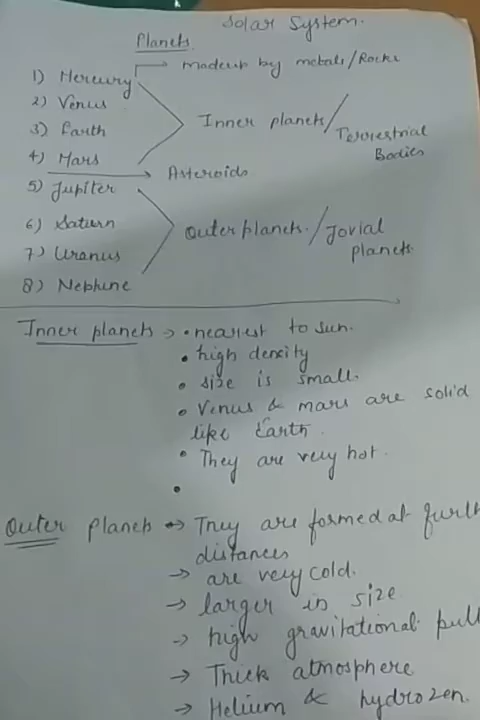 Solar System.
Planets
1) Mercury → madeup by metals/Rocks
2) Venus
3) Earth Inner planets/Terrestrial Bodies
4) Mars
→ Asteroids
5) Jupiter
6) Saturn Outer planets/Jovial planets.
7) Uranus
8) Nephune
Inner planets → • nearest to sun.
• high density
• size is small.
• Venus & mars are solid
like Earth.
• They are very hot.
•
Outer planets → They are formed at furth
distances
→ are very cold.
→ larger in size
→ high gravitational pull
→ Thick atmosphere
→ Helium & hydrozen.